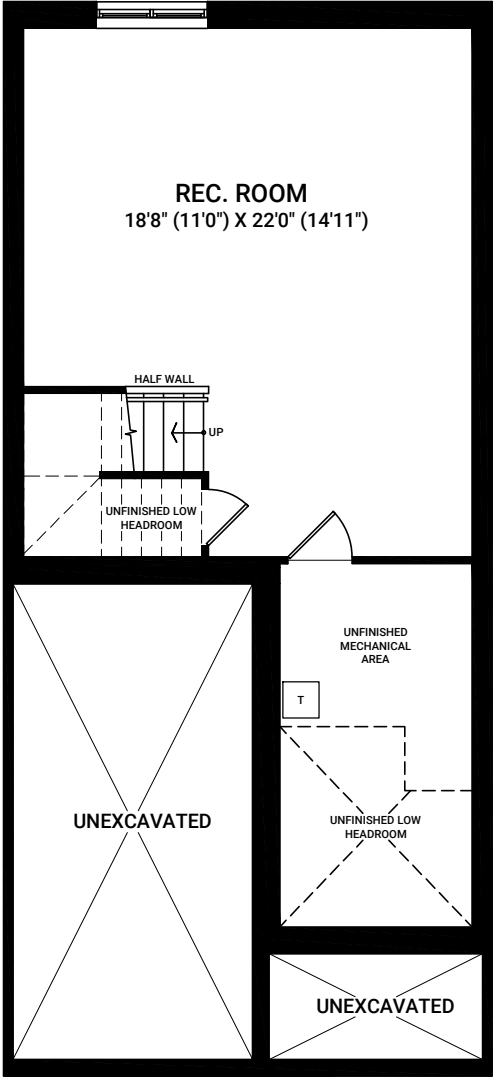 REC. ROOM
18'8" (11'0") X 22'0" (14'11")
HALF WALL
UP
UNFINISHED LOW
HEADROOM
UNFINISHED
MECHANICAL
AREA
T
UNEXCAVATED
UNFINISHED LOW
HEADROOM
UNEXCAVATED